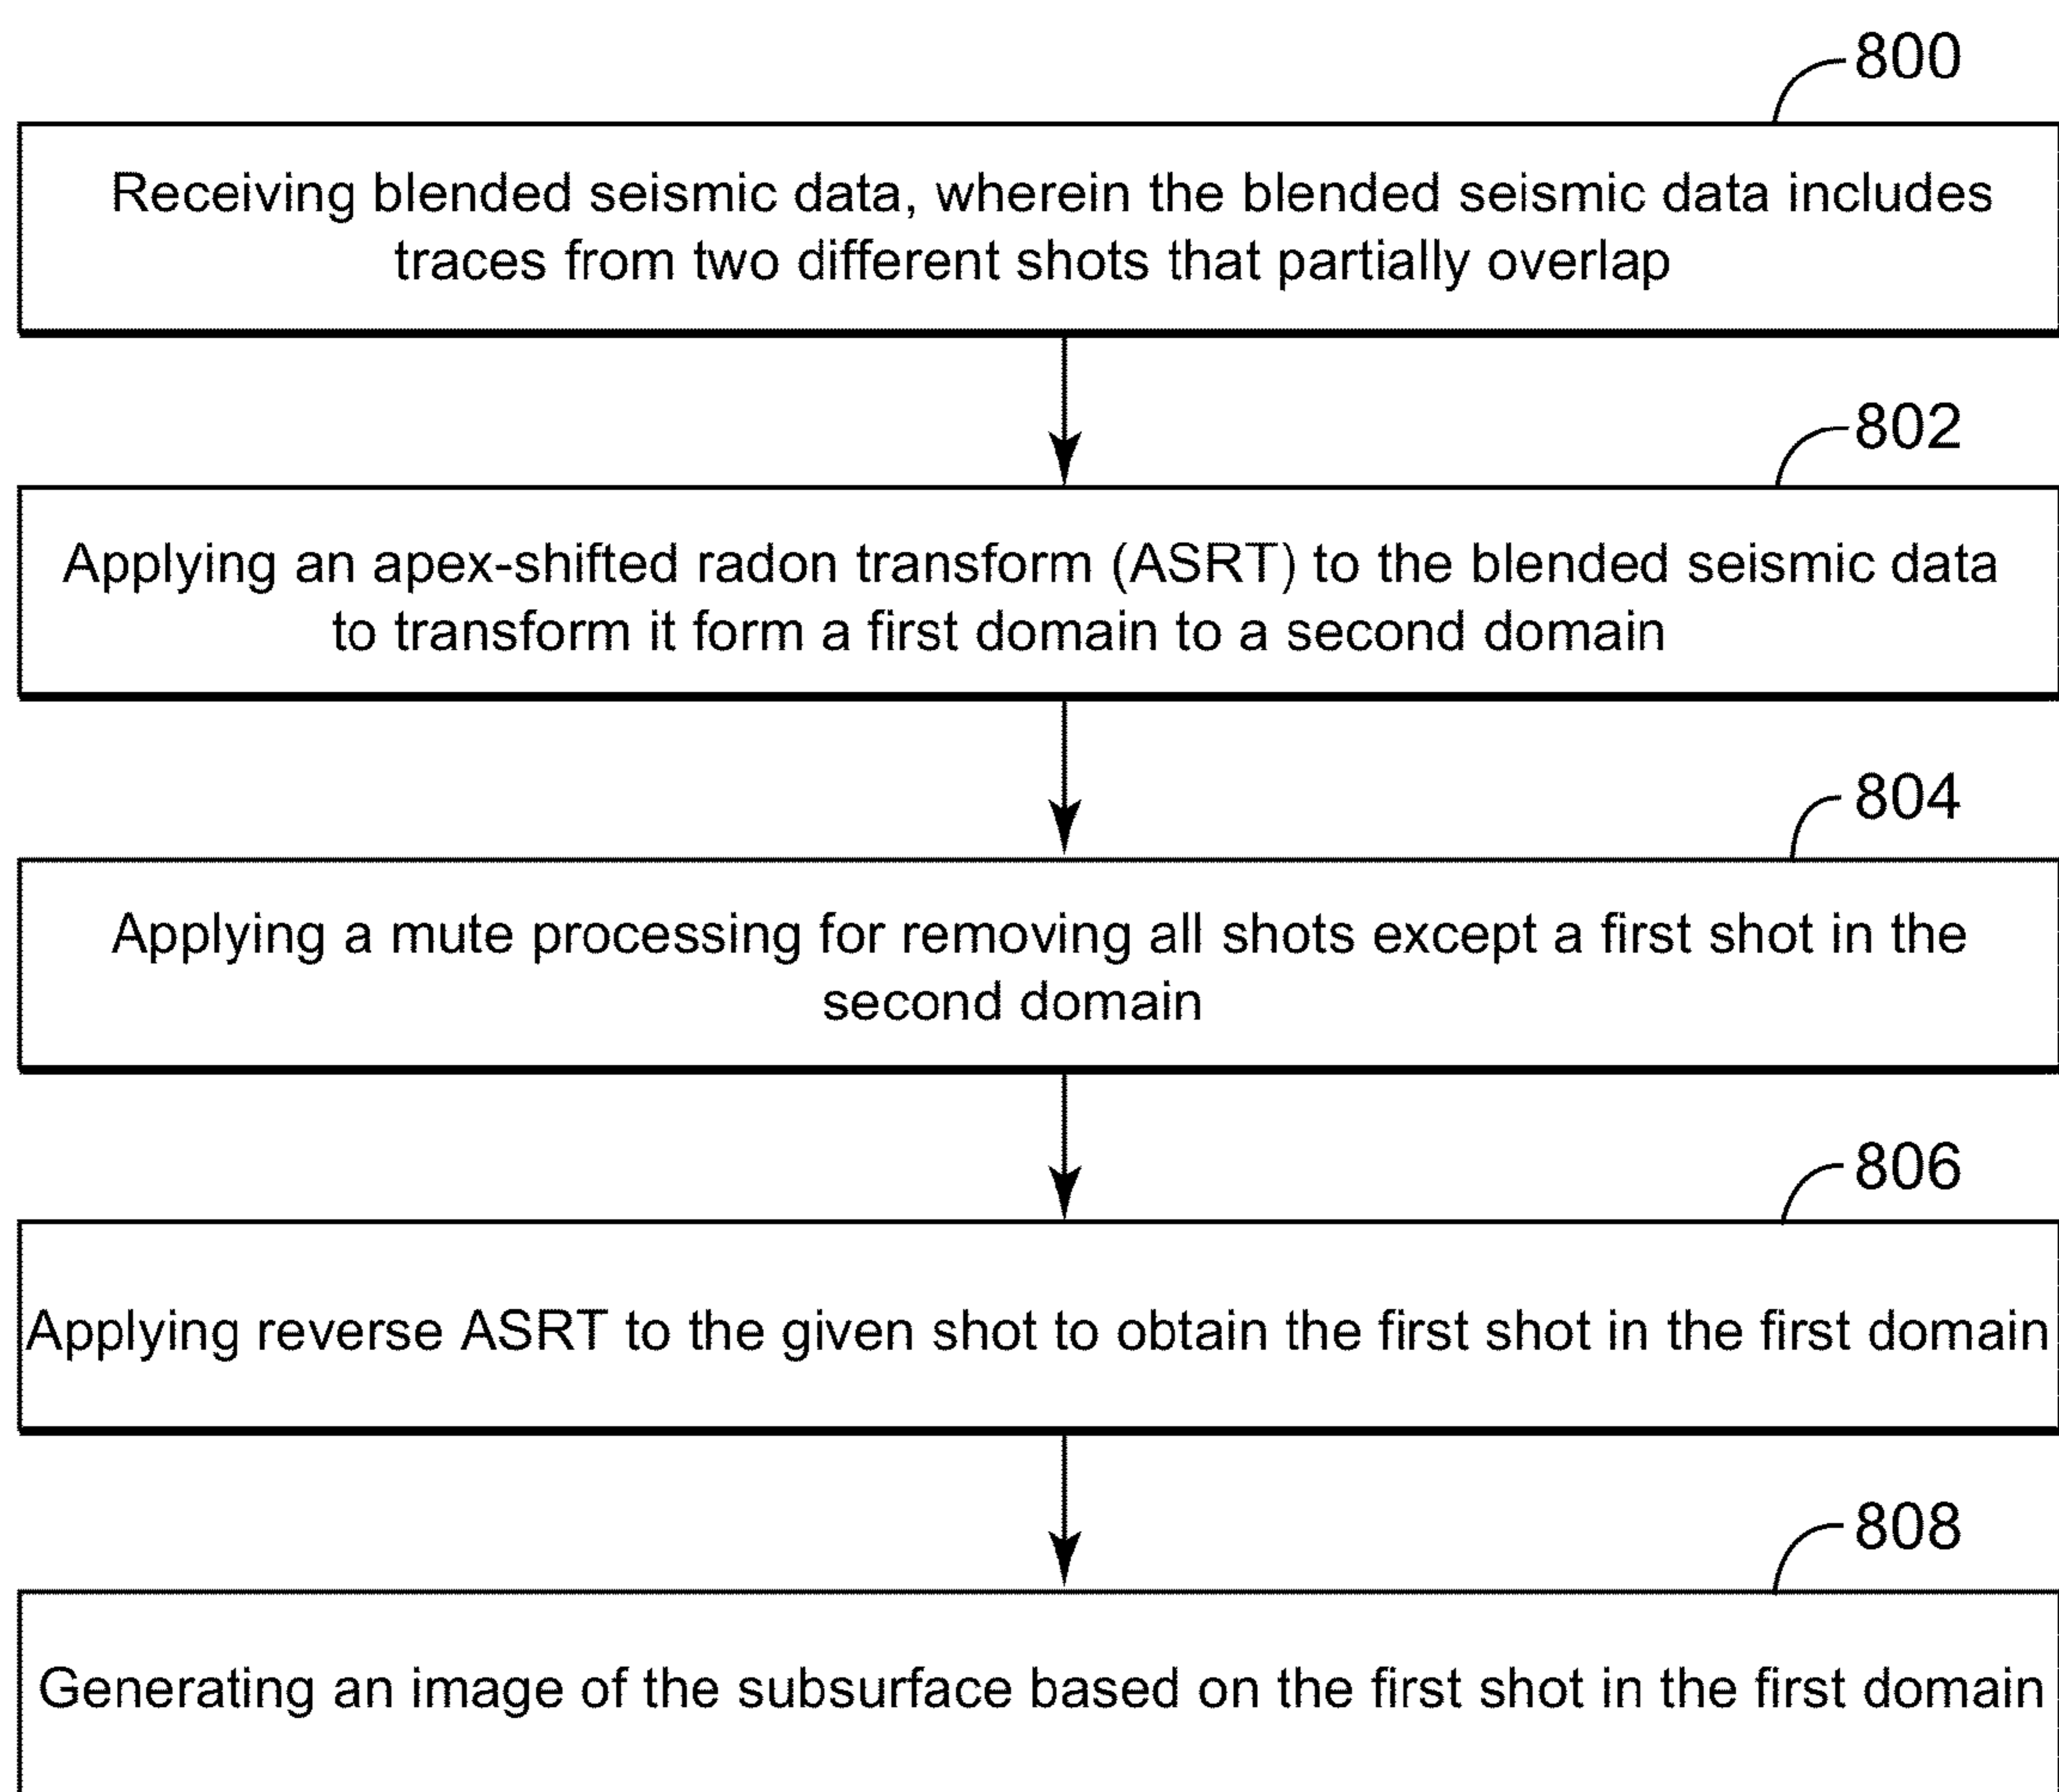 800
Receiving blended seismic data, wherein the blended seismic data includes
traces from two different shots that partially overlap
802
Applying an apex-shifted radon transform (ASRT) to the blended seismic data
to transform it form a first domain to a second domain
804
Applying a mute processing for removing all shots except a first shot in the
second domain
806
Applying reverse ASRT to the given shot to obtain the first shot in the first domain
808
Generating an image of the subsurface based on the first shot in the first domain